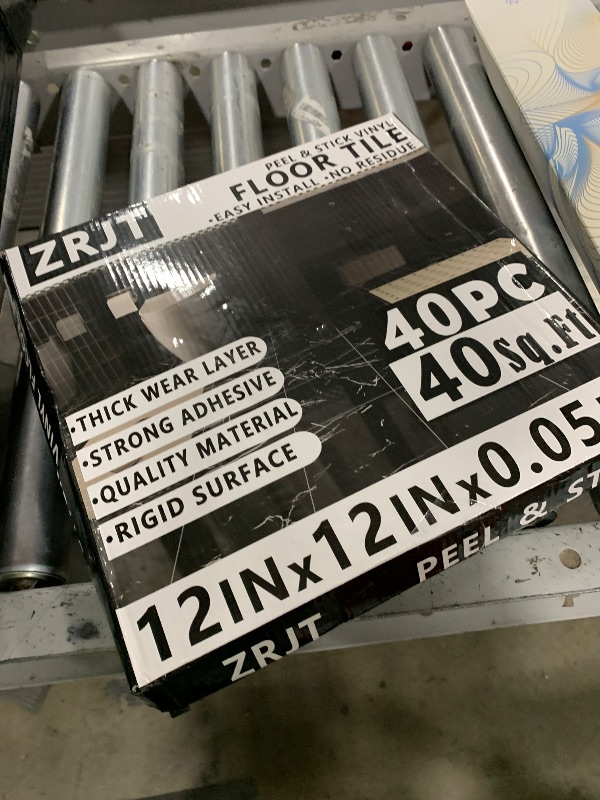 PEEL & STICK VINYL
FLOOR TILE
•EASY INSTALL •NO RESIDUE
ZRJT
40PC
40Sq.Ft
•THICK WEAR LAYER
•STRONG ADHESIVE
•QUALITY MATERIAL
•RIGID SURFACE
12INx12INx0.05
ZRJT
PEEL & ST